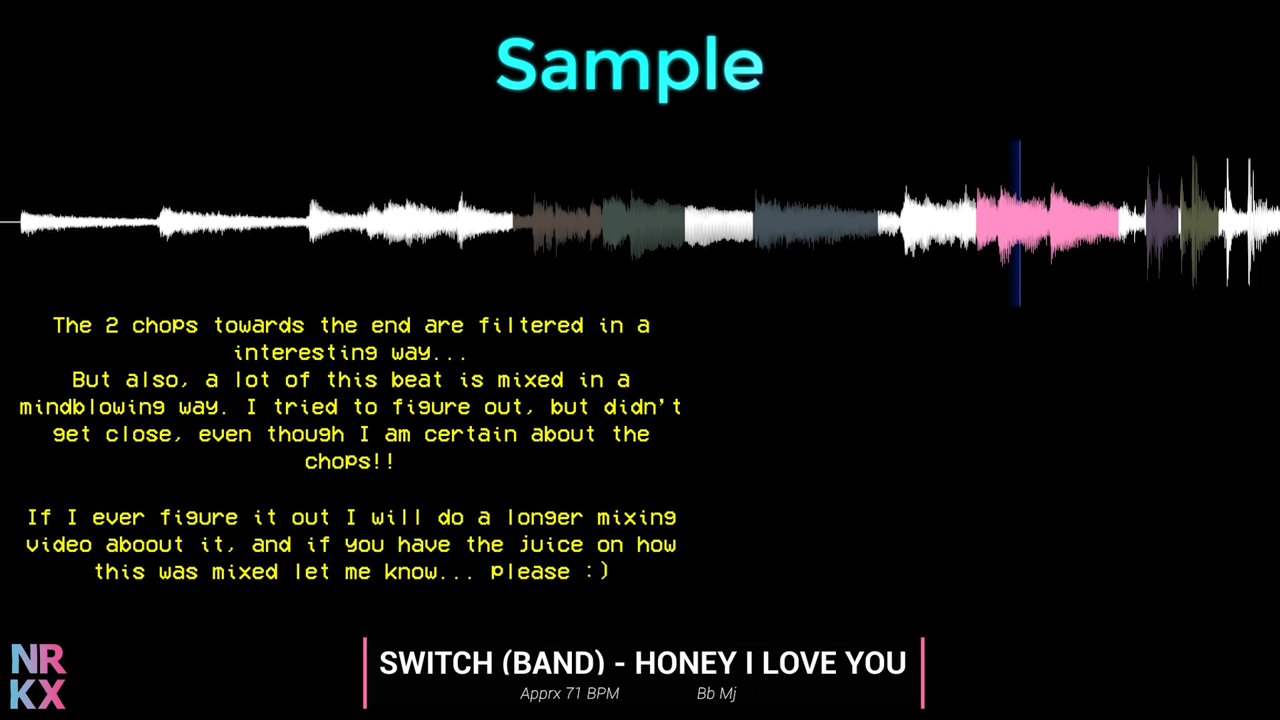 Sample
The 2 chops towards the end are filtered in a
interesting way...
But also, a lot of this beat is mixed in a
mindblowing way. I tried to figure out, but didn't
get close, even though I am certain about the
chops!!
If I ever figure it out I will do a longer mixing
video aboout it, and if you have the juice on how
this was mixed let me know... please :)
NR
KX
SWITCH (BAND) - HONEY I LOVE YOU
Apprx 71 BPM Bb Mj